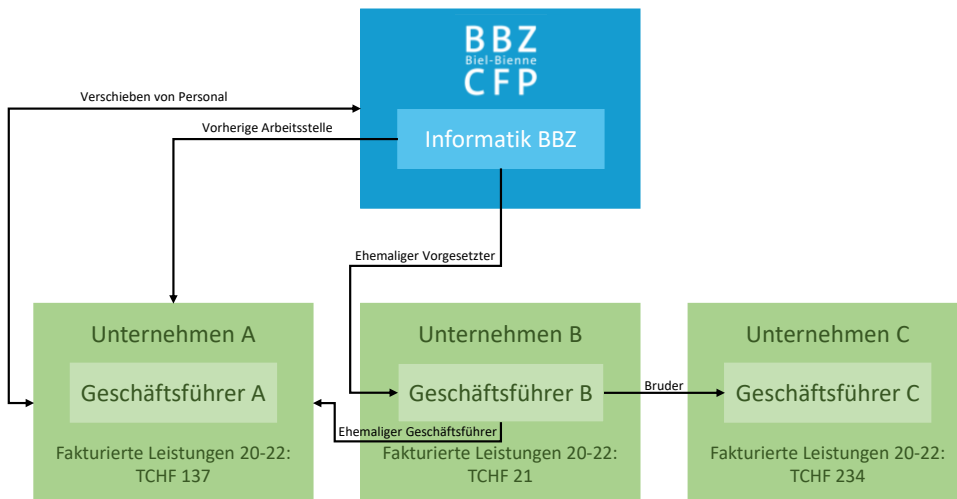 BBZ
Biel-Bienne
CFP
Verschieben von Personal
Vorherige Arbeitsstelle
Informatik BBZ
Ehemaliger Vorgesetzter
Unternehmen A
Geschäftsführer A
Fakturierte Leistungen 20-22:
TCHF 137
Unternehmen B
Geschäftsführer B
Ehemaliger Geschäftsführer
Fakturierte Leistungen 20-22:
TCHF 21
Bruder
Unternehmen C
Geschäftsführer C
Fakturierte Leistungen 20-22:
TCHF 234